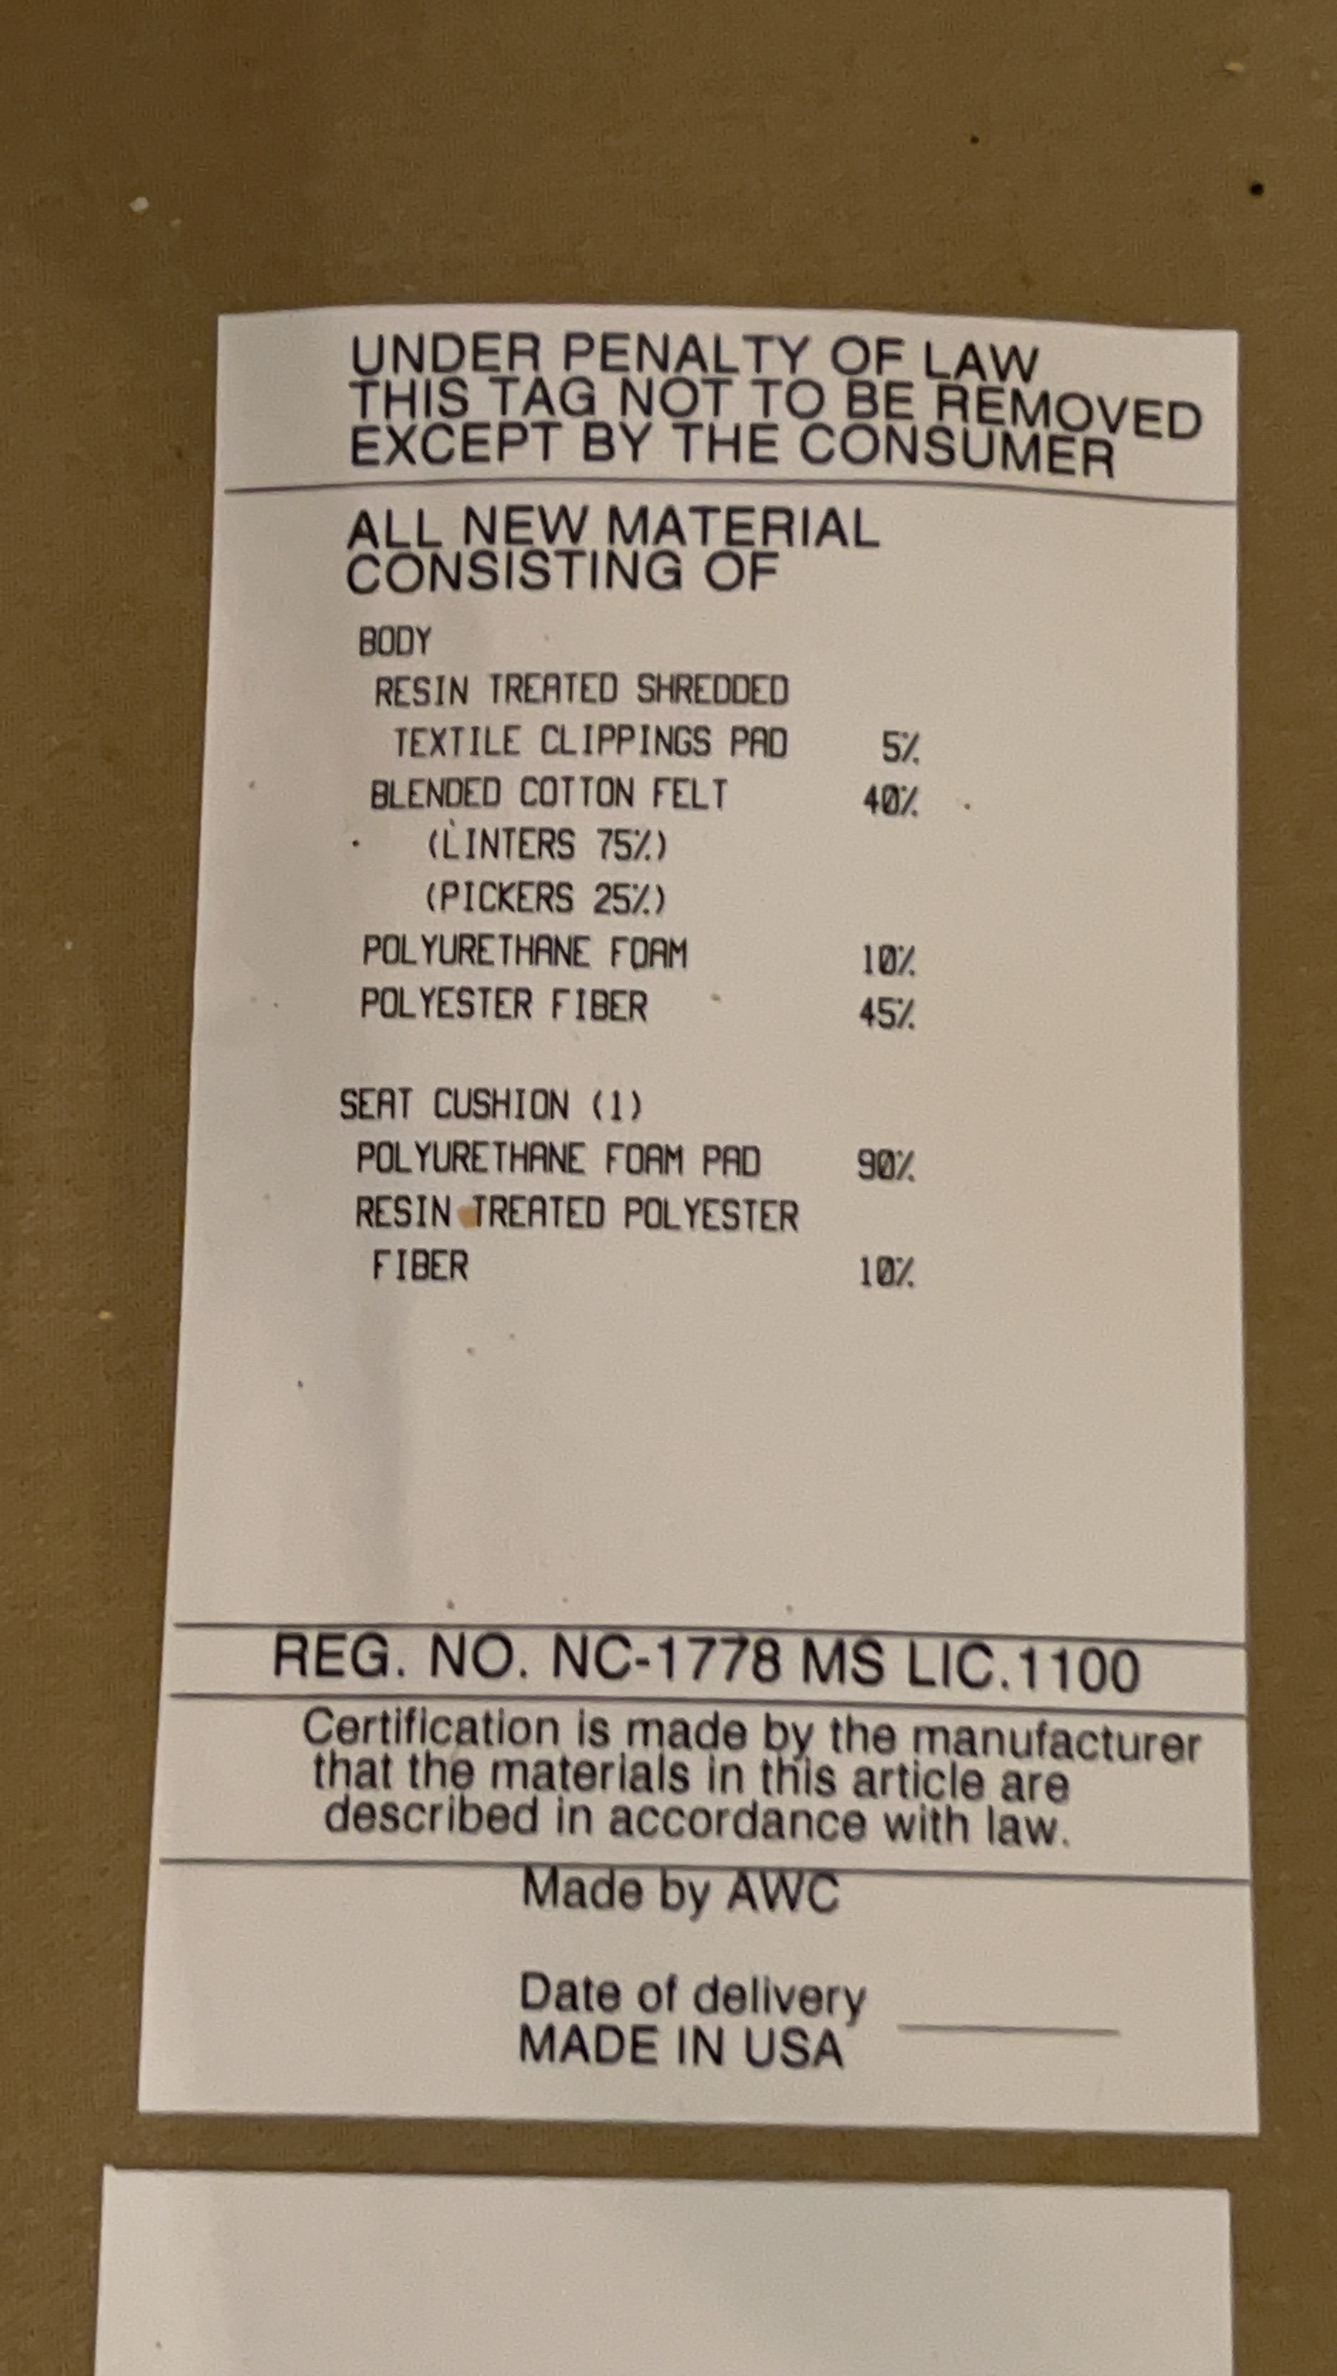 UNDER PENALTY OF LAW
THIS TAG NOT TO BE REMOVED
EXCEPT BY THE CONSUMER
ALL NEW MATERIAL
CONSISTING OF
BODY
RESIN TREATED SHREDDED
TEXTILE CLIPPINGS PAD 5%
BLENDED COTTON FELT 40%
(LINTERS 75%)
(PICKERS 25%)
POLYURETHANE FOAM 10%
POLYESTER FIBER 45%
SEAT CUSHION (1)
POLYURETHANE FOAM PAD 90%
RESIN TREATED POLYESTER
FIBER 10%
REG. NO. NC-1778 MS LIC.1100
Certification is made by the manufacturer
that the materials in this article are
described in accordance with law.
Made by AWC
Date of delivery
MADE IN USA